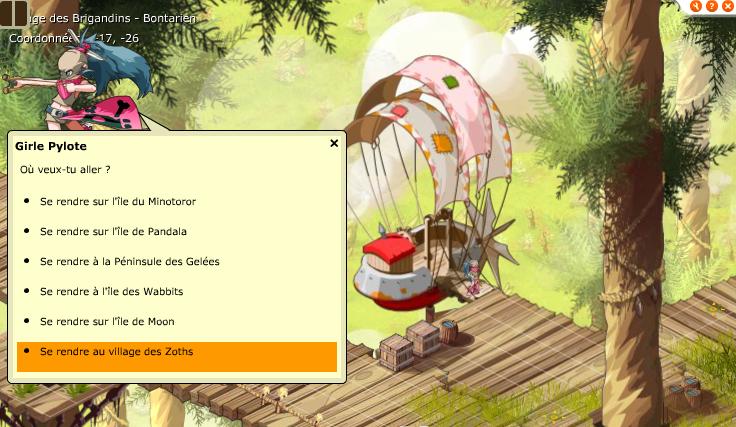 ge des Brigandins - Bontarien
Coordonnée 17, -26
Girle Pylote
Où veux-tu aller ?
Se rendre sur l'île du Minotoror
Se rendre sur l'île de Pandala
Se rendre à la Péninsule des Gelées
Se rendre à l'île des Wabbits
Se rendre sur l'île de Moon
Se rendre au village des Zoths